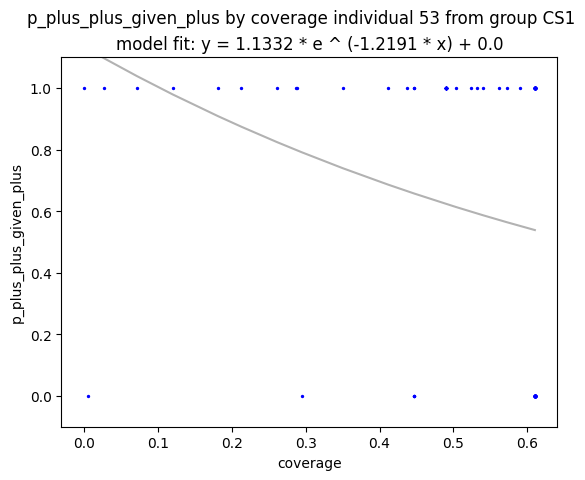 p_plus_plus_given_plus by coverage individual 53 from group CS1
model fit: y = 1.1332 * e ^ (-1.2191 * x) + 0.0
1.0
0.8
0.6
0.4
0.2
0.0
p_plus_plus_given_plus
0.0 0.1 0.2 0.3 0.4 0.5 0.6
coverage